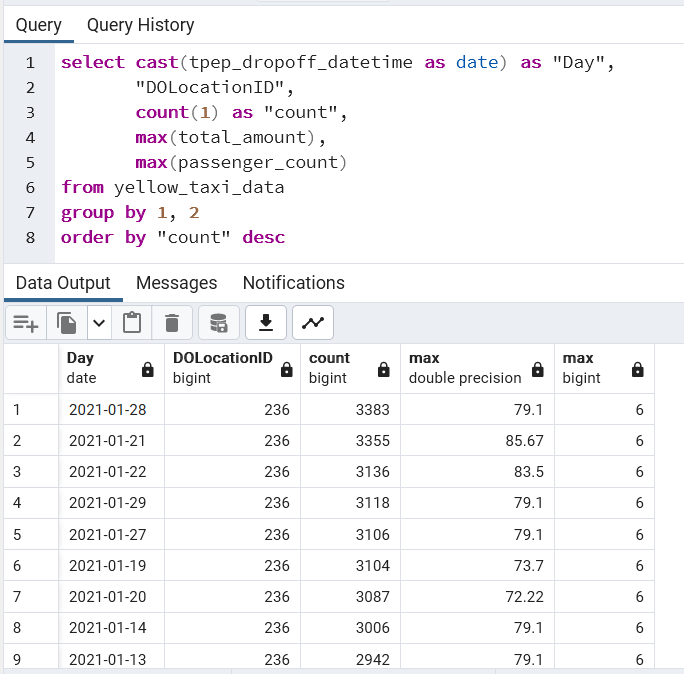 Query Query History
1 select cast(tpep_dropoff_datetime as date) as "Day",
2 "DOLocationID",
3 count(1) as "count",
4 max(total_amount),
5 max(passenger_count)
6 from yellow_taxi_data
7 group by 1, 2
8 order by "count" desc
Data Output Messages Notifications
Day DOLocationID count max max
date bigint bigint double precision bigint
1 2021-01-28 236 3383 79.1 6
2 2021-01-21 236 3355 85.67 6
3 2021-01-22 236 3136 83.5 6
4 2021-01-29 236 3118 79.1 6
5 2021-01-27 236 3106 79.1 6
6 2021-01-19 236 3104 73.7 6
7 2021-01-20 236 3087 72.22 6
8 2021-01-14 236 3006 79.1 6
9 2021-01-13 236 2942 79.1 6